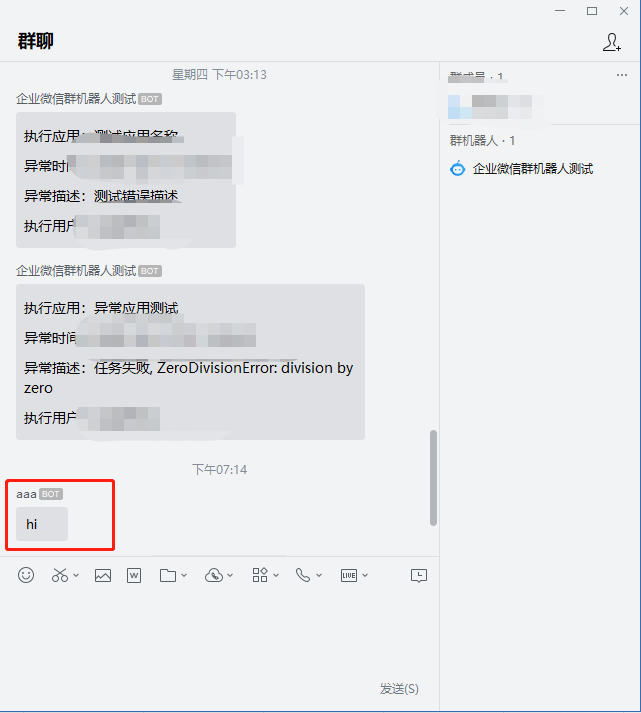 群聊
星期四 下午03:13
企业微信群机器人测试 BOT
执行应用：测试应用名称
异常时
异常描述：测试错误描述
执行用户
企业微信群机器人测试 BOT
执行应用：异常应用测试
异常时间
异常描述：任务失败, ZeroDivisionError: division by
zero
执行用户
下午07:14
aaa BOT
hi
W
LIVE
发送(S)
群成员 · 1
群机器人 · 1
企业微信群机器人测试